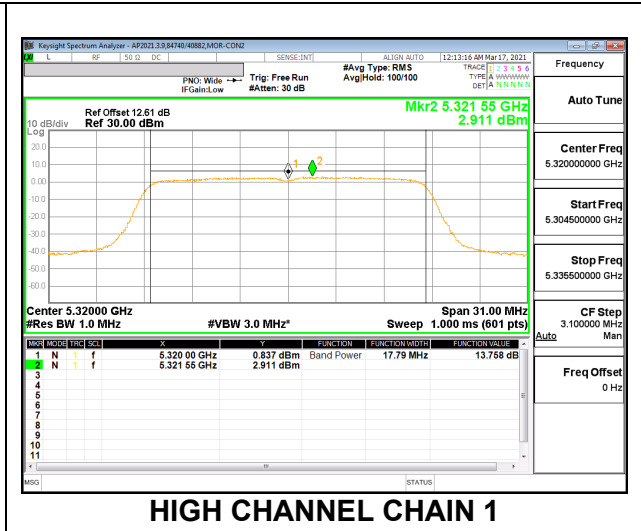 Keysight Spectrum Analyzer - AP2021.3.9,84740/40882,MOR-CON2
LXI L RF 50 Ω DC SENSE:INT ALIGN AUTO 12:13:16 AM Mar 17, 2021
#Avg Type: RMS TRACE 1 2 3 4 5 6
PNO: Wide Trig: Free Run Avg|Hold: 100/100 TYPE A WWWWW
IFGain:Low #Atten: 30 dB DET A N N N N N
Mkr2 5.321 55 GHz
2.911 dBm
Ref Offset 12.61 dB
10 dB/div Ref 30.00 dBm
Log
20.0
10.0
0.00
-10.0
-20.0
-30.0
-40.0
-50.0
-60.0
1
2
Center 5.32000 GHz Span 31.00 MHz
#Res BW 1.0 MHz #VBW 3.0 MHz* Sweep 1.000 ms (601 pts)
MKR MODE TRC SCL X Y FUNCTION FUNCTION WIDTH FUNCTION VALUE
1 N 1 f 5.320 00 GHz 0.837 dBm Band Power 17.79 MHz 13.758 dB
2 N 1 f 5.321 55 GHz 2.911 dBm
3
4
5
6
7
8
9
10
11
MSG STATUS
Frequency
Auto Tune
Center Freq
5.320000000 GHz
Start Freq
5.304500000 GHz
Stop Freq
5.335500000 GHz
CF Step
3.100000 MHz
Auto Man
Freq Offset
0 Hz
HIGH CHANNEL CHAIN 1